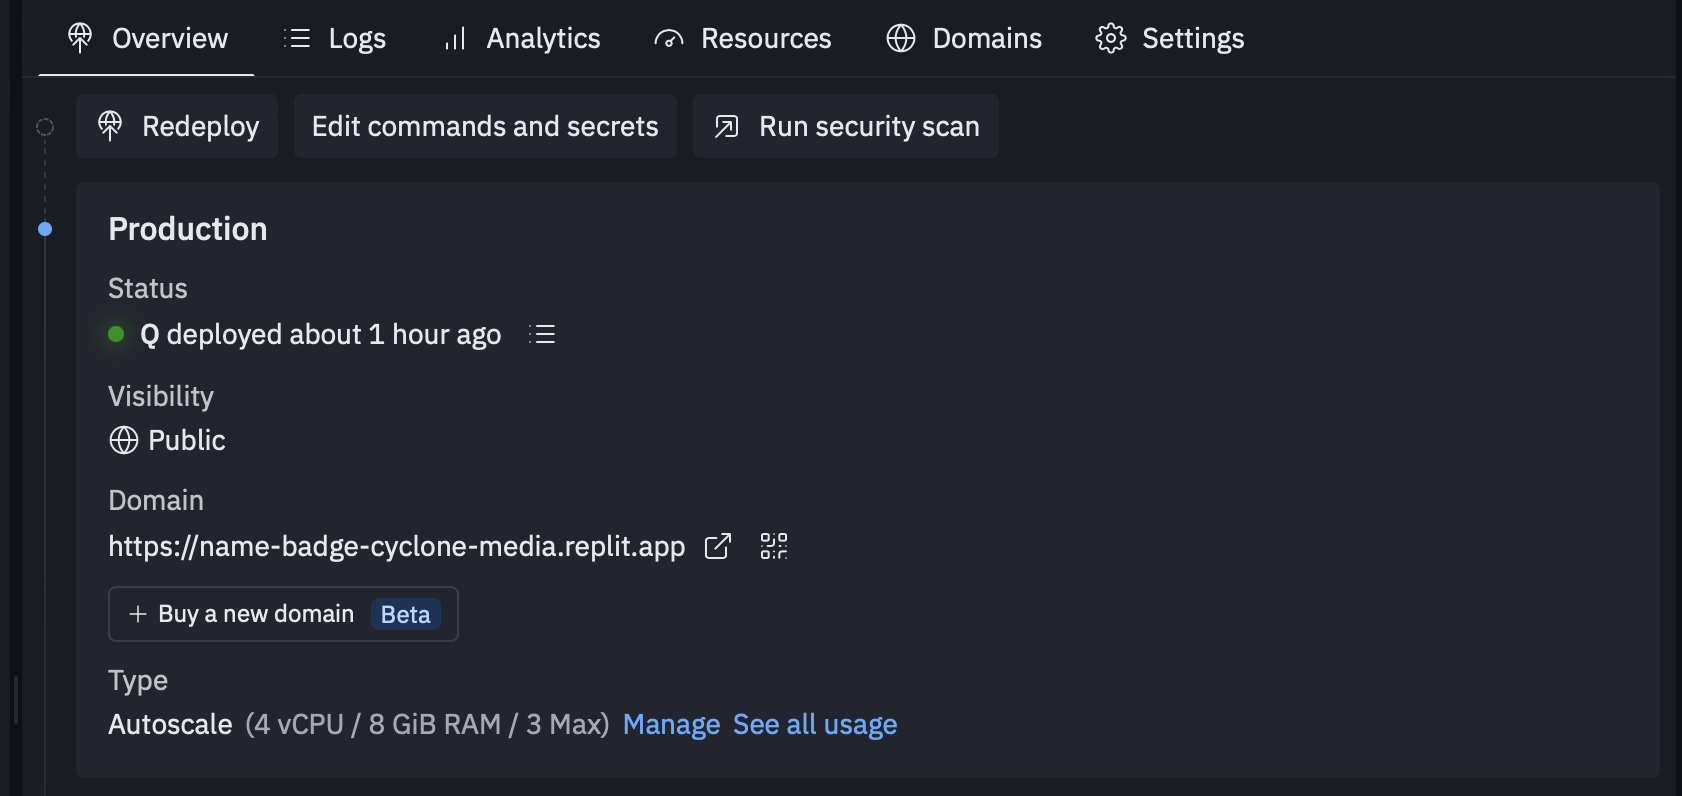 Overview Logs Analytics Resources Domains Settings
Redeploy Edit commands and secrets Run security scan
Production
Status
Q deployed about 1 hour ago
Visibility
Public
Domain
https://name-badge-cyclone-media.replit.app
+ Buy a new domain Beta
Type
Autoscale (4 vCPU / 8 GiB RAM / 3 Max) Manage See all usage